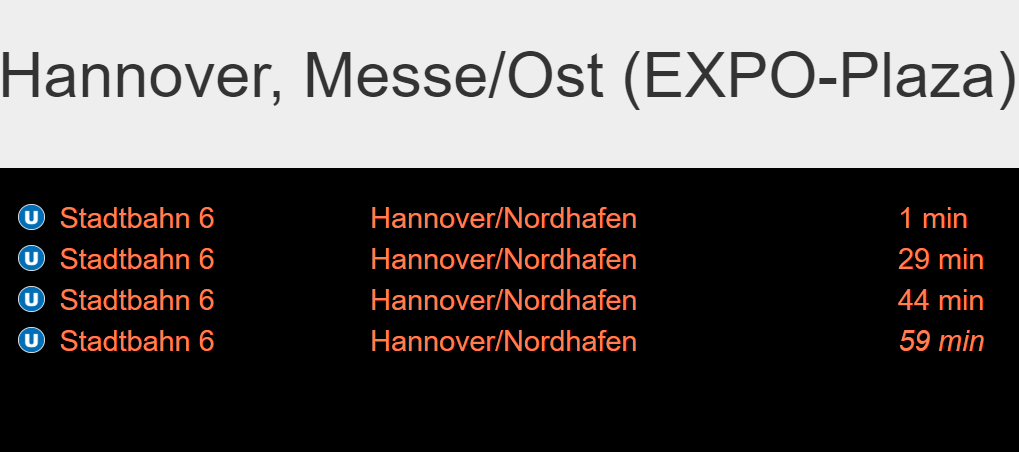 Hannover, Messe/Ost (EXPO-Plaza)
U Stadtbahn 6 Hannover/Nordhafen 1 min
U Stadtbahn 6 Hannover/Nordhafen 29 min
U Stadtbahn 6 Hannover/Nordhafen 44 min
U Stadtbahn 6 Hannover/Nordhafen 59 min